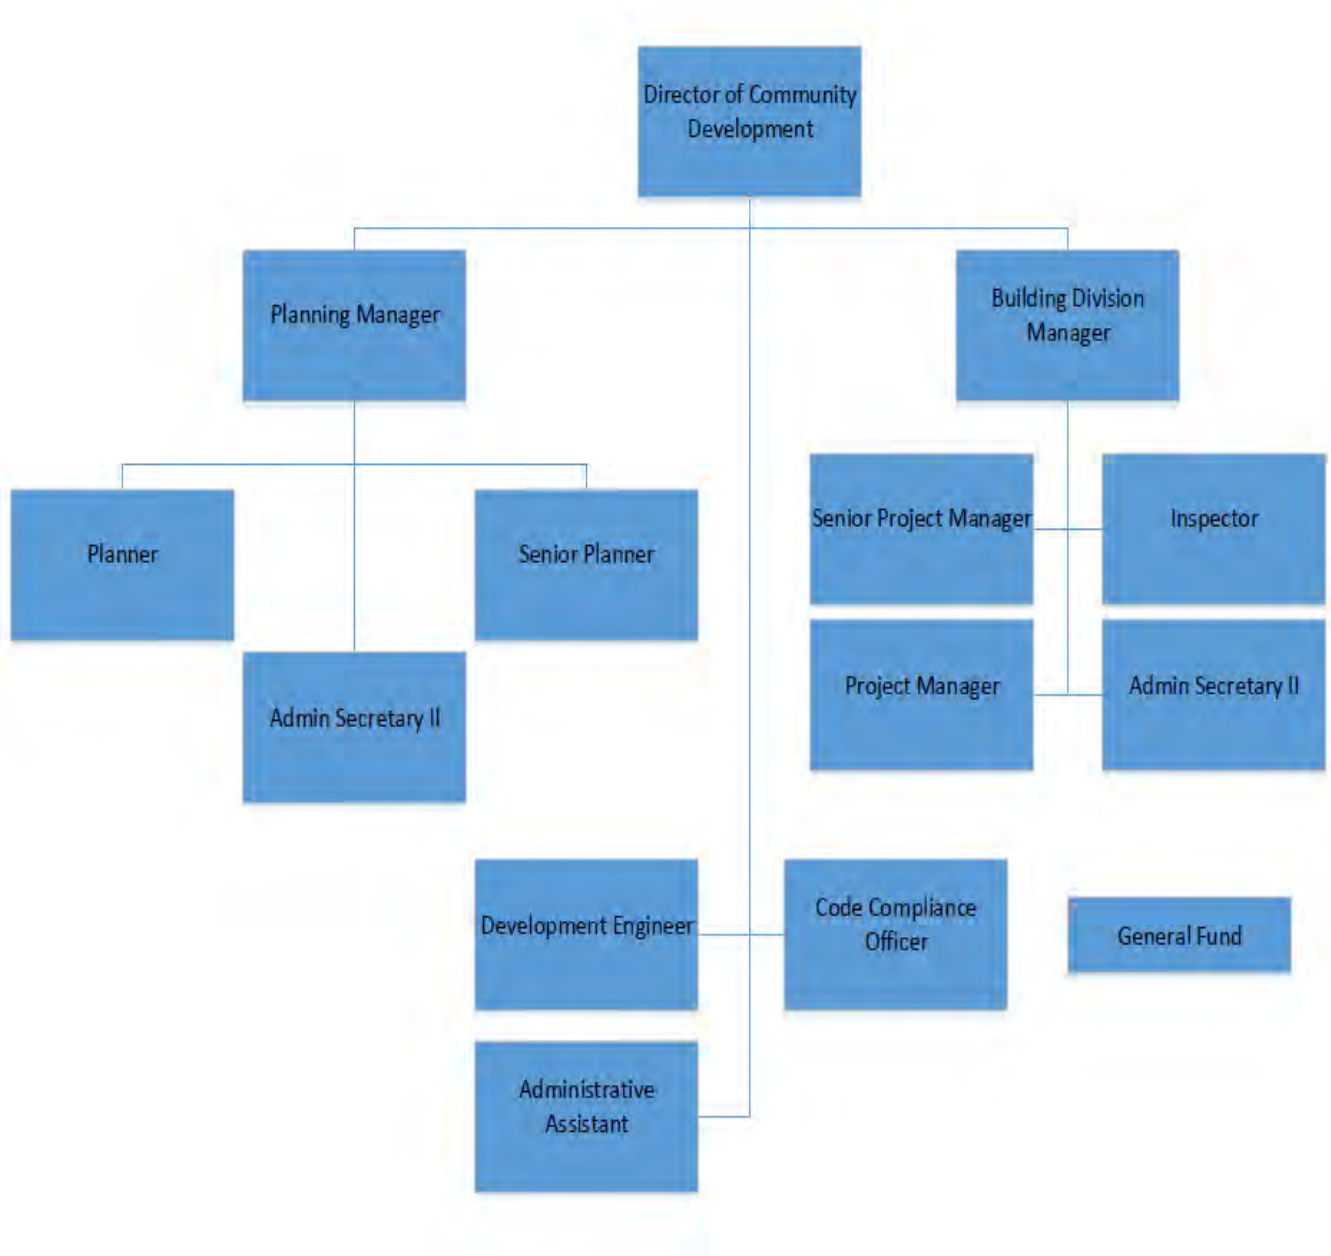 Director of Community
Development
Planning Manager
Building Division
Manager
Planner
Senior Planner
Admin Secretary II
Senior Project Manager
Inspector
Project Manager
Admin Secretary II
Development Engineer
Code Compliance
Officer
General Fund
Administrative
Assistant